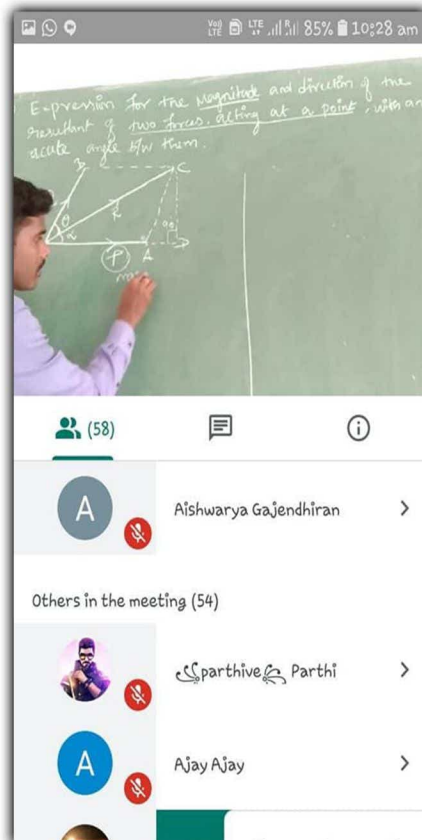 Voj) LTE LTE R 85% 10:28 am
Expression for the Magnitude and direction of the
resultant of two forces, acting at a point, with an
acute angle b/w them.
B C
θ R
α 90
P A D
(58)
A Aishwarya Gajendhiran
Others in the meeting (54)
parthive Parthi
A Ajay Ajay